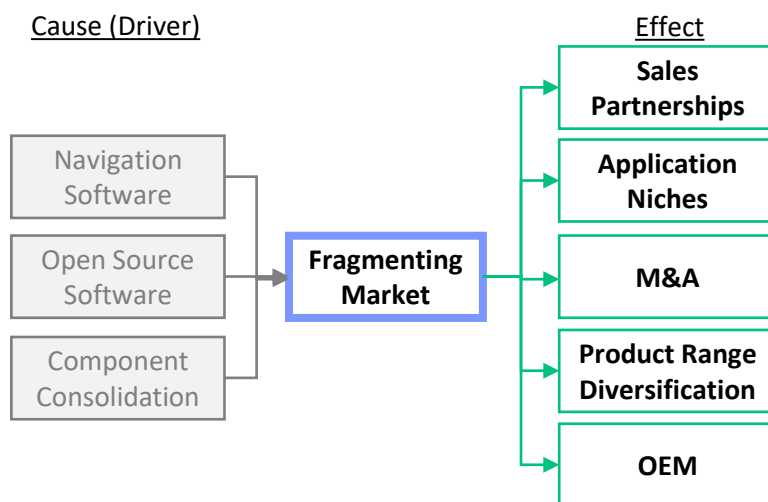 Cause (Driver)
Effect
Navigation
Software
Open Source
Software
Component
Consolidation
Fragmenting
Market
Sales
Partnerships
Application
Niches
M&A
Product Range
Diversification
OEM